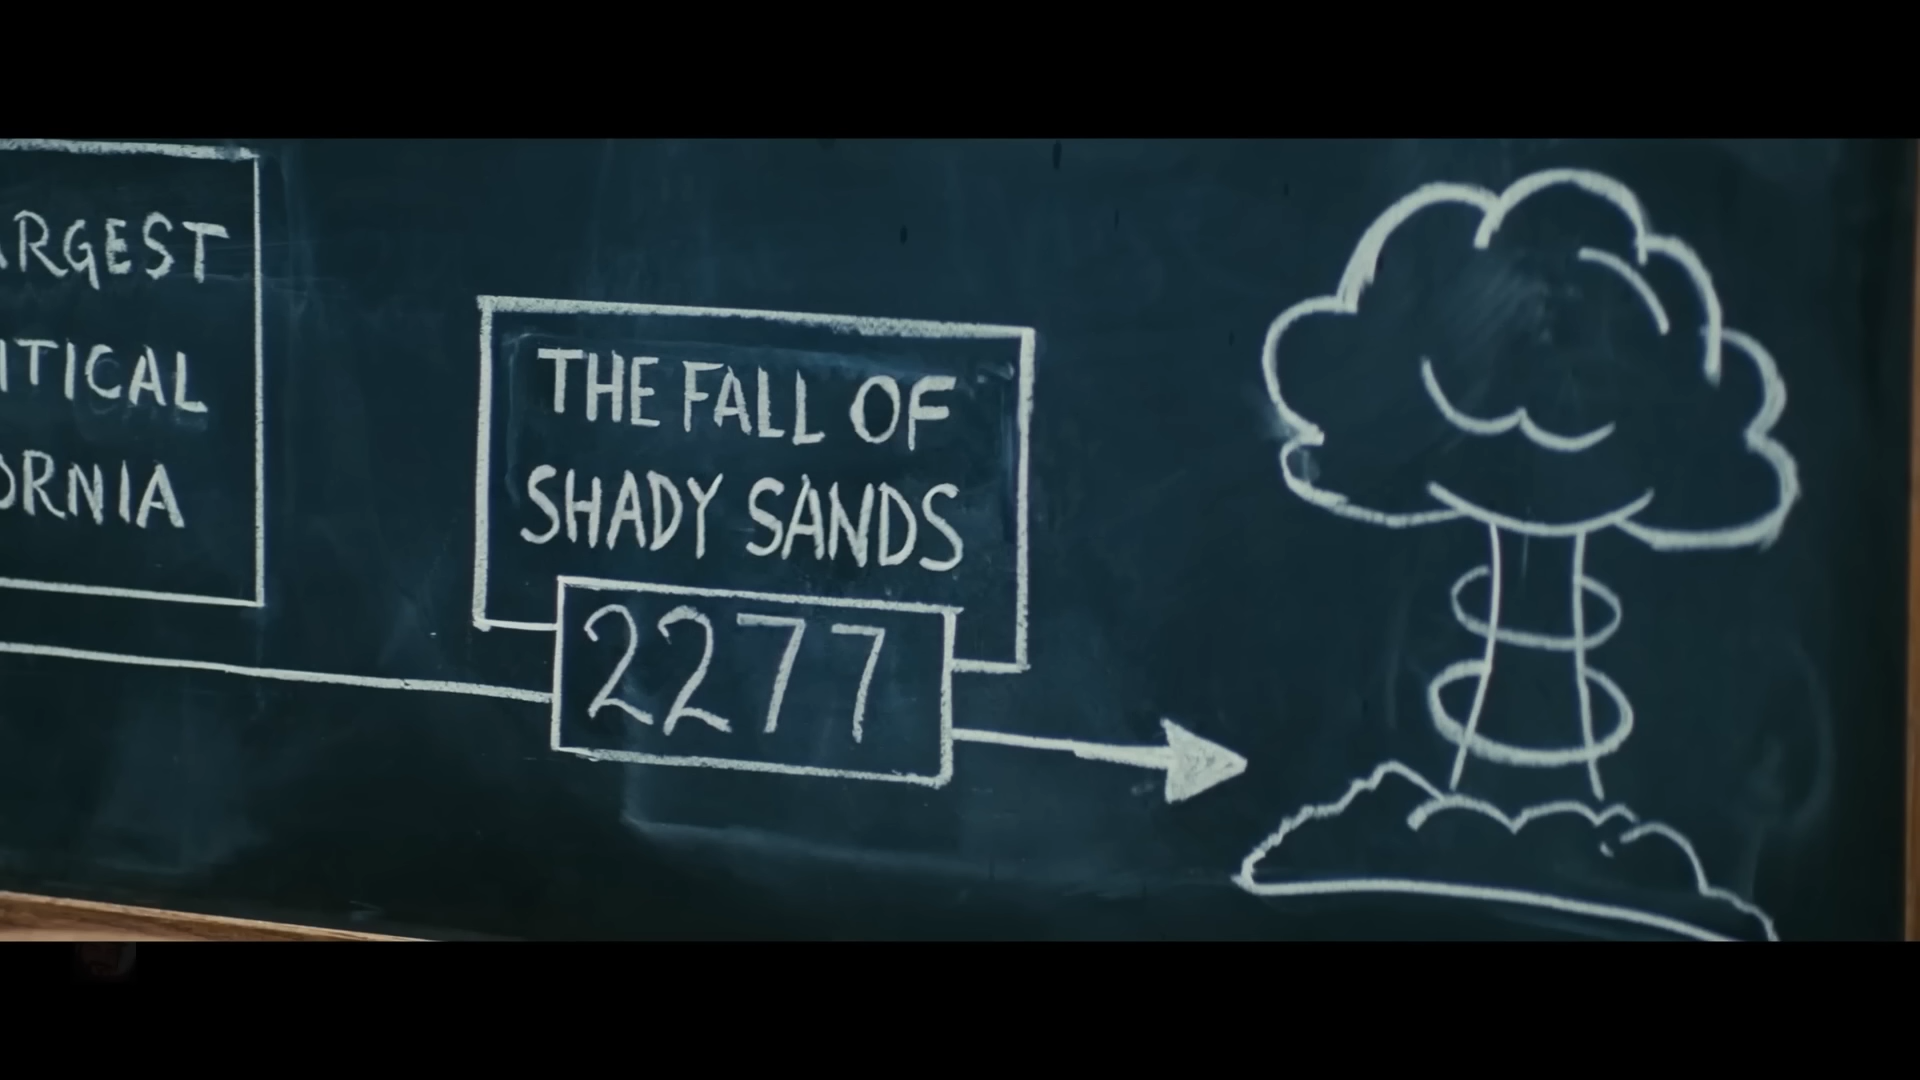 ARGEST
ITICAL
ORNIA
THE FALL OF
SHADY SANDS
2277